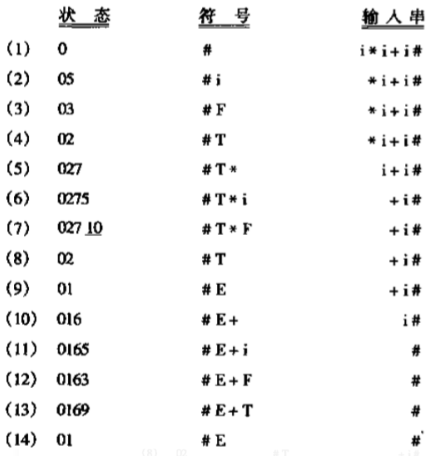 状态 符号 输入串
(1) 0 # i*i+i#
(2) 05 #i *i+i#
(3) 03 #F *i+i#
(4) 02 #T *i+i#
(5) 027 #T* i+i#
(6) 0275 #T*i +i#
(7) 027 10 #T*F +i#
(8) 02 #T +i#
(9) 01 #E +i#
(10) 016 #E+ i#
(11) 0165 #E+i #
(12) 0163 #E+F #
(13) 0169 #E+T #
(14) 01 #E #